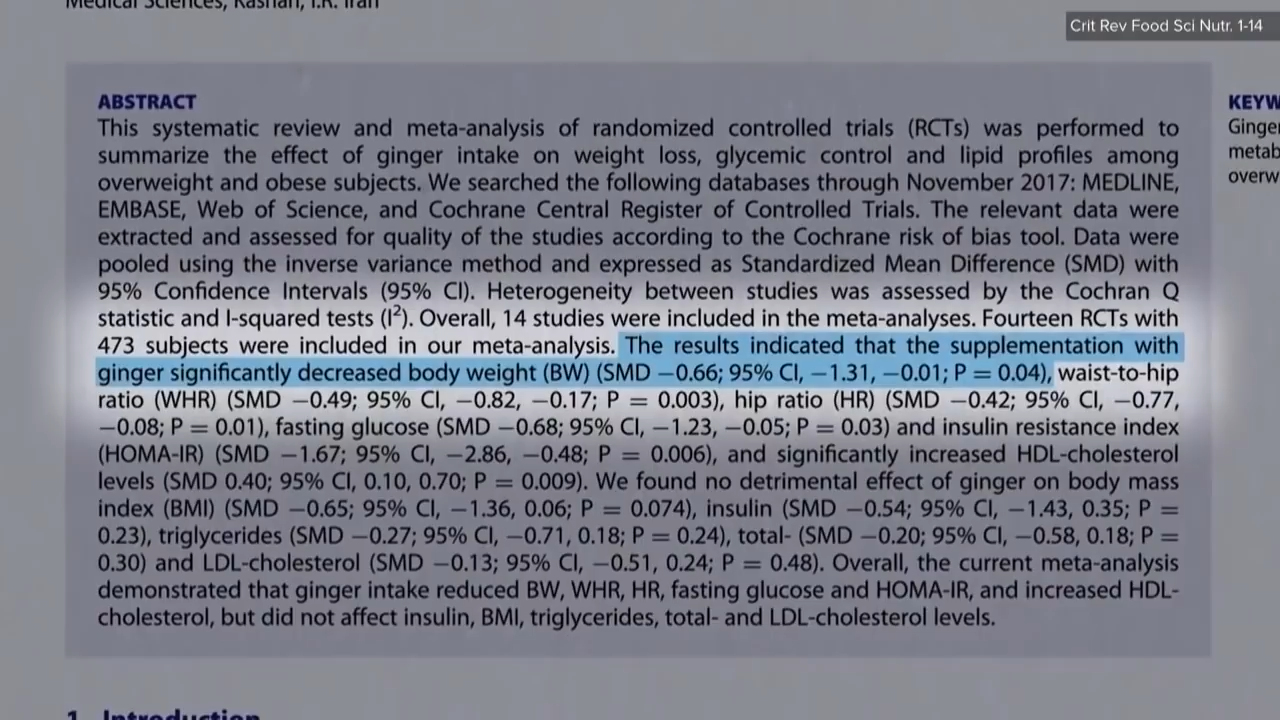 Medical Sciences, Kashan, I.R. Iran
Crit Rev Food Sci Nutr. 1-14
ABSTRACT
This systematic review and meta-analysis of randomized controlled trials (RCTs) was performed to
summarize the effect of ginger intake on weight loss, glycemic control and lipid profiles among
overweight and obese subjects. We searched the following databases through November 2017: MEDLINE,
EMBASE, Web of Science, and Cochrane Central Register of Controlled Trials. The relevant data were
extracted and assessed for quality of the studies according to the Cochrane risk of bias tool. Data were
pooled using the inverse variance method and expressed as Standardized Mean Difference (SMD) with
95% Confidence Intervals (95% CI). Heterogeneity between studies was assessed by the Cochran Q
statistic and I-squared tests (I²). Overall, 14 studies were included in the meta-analyses. Fourteen RCTs with
473 subjects were included in our meta-analysis. The results indicated that the supplementation with
ginger significantly decreased body weight (BW) (SMD −0.66; 95% CI, −1.31, −0.01; P = 0.04), waist-to-hip
ratio (WHR) (SMD −0.49; 95% CI, −0.82, −0.17; P = 0.003), hip ratio (HR) (SMD −0.42; 95% CI, −0.77,
−0.08; P = 0.01), fasting glucose (SMD −0.68; 95% CI, −1.23, −0.05; P = 0.03) and insulin resistance index
(HOMA-IR) (SMD −1.67; 95% CI, −2.86, −0.48; P = 0.006), and significantly increased HDL-cholesterol
levels (SMD 0.40; 95% CI, 0.10, 0.70; P = 0.009). We found no detrimental effect of ginger on body mass
index (BMI) (SMD −0.65; 95% CI, −1.36, 0.06; P = 0.074), insulin (SMD −0.54; 95% CI, −1.43, 0.35; P =
0.23), triglycerides (SMD −0.27; 95% CI, −0.71, 0.18; P = 0.24), total- (SMD −0.20; 95% CI, −0.58, 0.18; P =
0.30) and LDL-cholesterol (SMD −0.13; 95% CI, −0.51, 0.24; P = 0.48). Overall, the current meta-analysis
demonstrated that ginger intake reduced BW, WHR, HR, fasting glucose and HOMA-IR, and increased HDL-
cholesterol, but did not affect insulin, BMI, triglycerides, total- and LDL-cholesterol levels.
KEYW
Ginger
metab
overw
1. Introduction